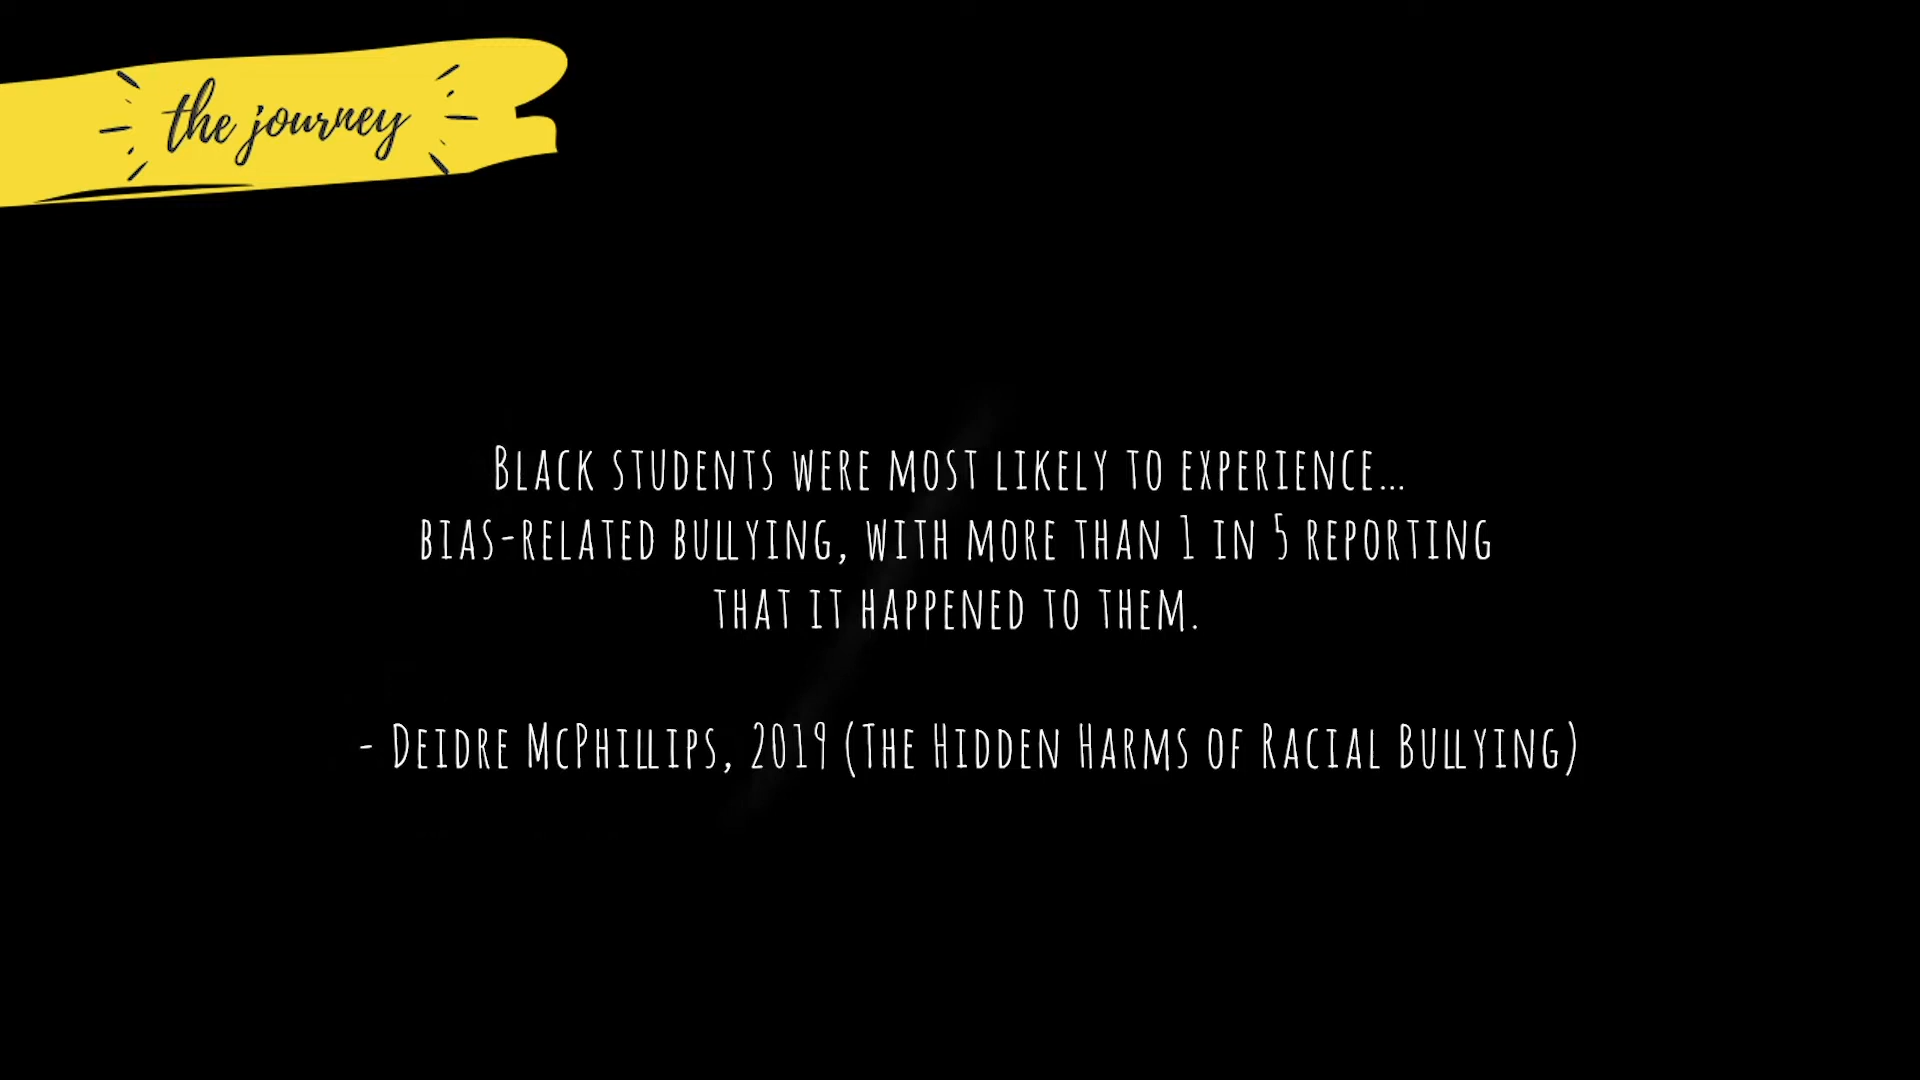 the journey
Black students were most likely to experience...
bias-related bullying, with more than 1 in 5 reporting
that it happened to them.
- Deidre McPhillips, 2019 (The Hidden Harms of Racial Bullying)